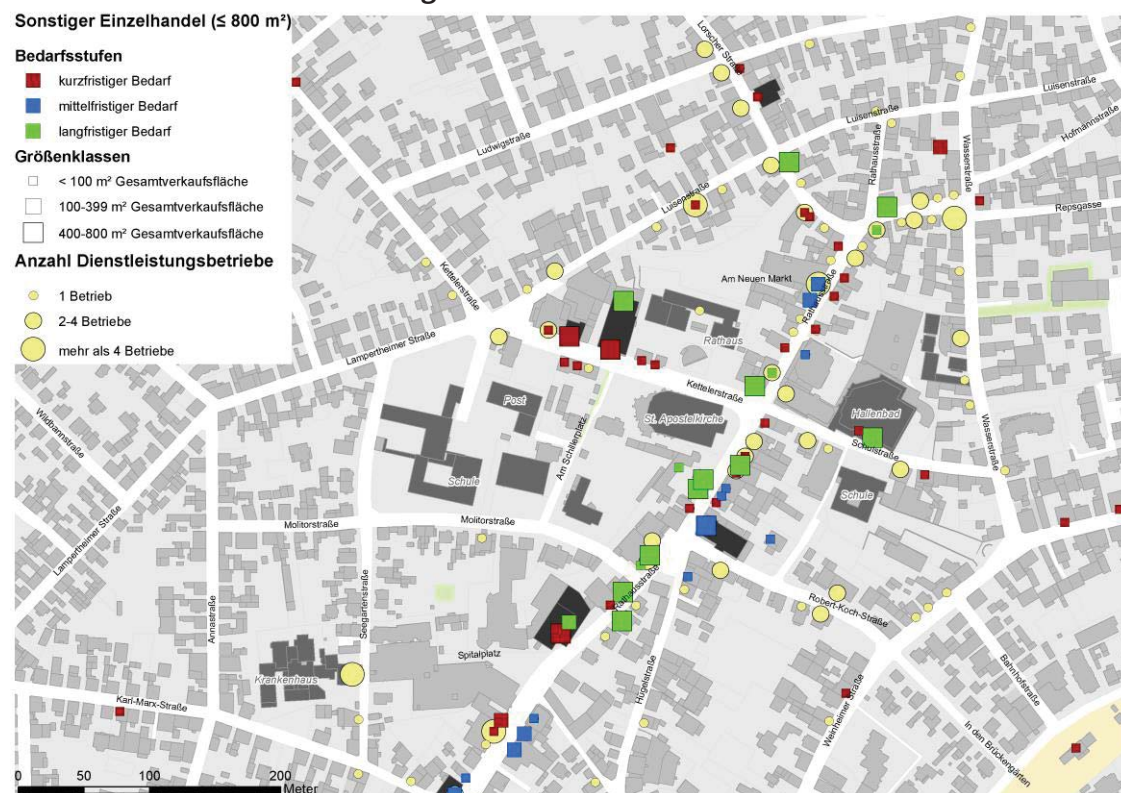 Sonstiger Einzelhandel (≤ 800 m²)
Bedarfsstufen
kurzfristiger Bedarf
mittelfristiger Bedarf
langfristiger Bedarf
Größenklassen
< 100 m² Gesamtverkaufsfläche
100-399 m² Gesamtverkaufsfläche
400-800 m² Gesamtverkaufsfläche
Anzahl Dienstleistungsbetriebe
1 Betrieb
2-4 Betriebe
mehr als 4 Betriebe
Lorscher Straße
Ludwigstraße
Luisenstraße
Luisenstraße
Luisenstraße
Hofmannstraße
Rathausstraße
Wasserstraße
Repsgasse
Kettelerstraße
Am Neuen Markt
Rathausstraße
Rathaus
Lampertheimer Straße
Kettelerstraße
Post
St. Apostelkirche
Hallenbad
Wildbannstraße
Am Schillerplatz
Schulstraße
Wasserstraße
Schule
Schule
Lampertheimer Straße
Molitorstraße
Molitorstraße
Annastraße
Seegartenstraße
Rathausstraße
Robert-Koch-Straße
Spitalplatz
Krankenhaus
Hügelstraße
Bahnhofstraße
Karl-Marx-Straße
Weinheimer Straße
In den Brückengärten
0 50 100 200
Meter